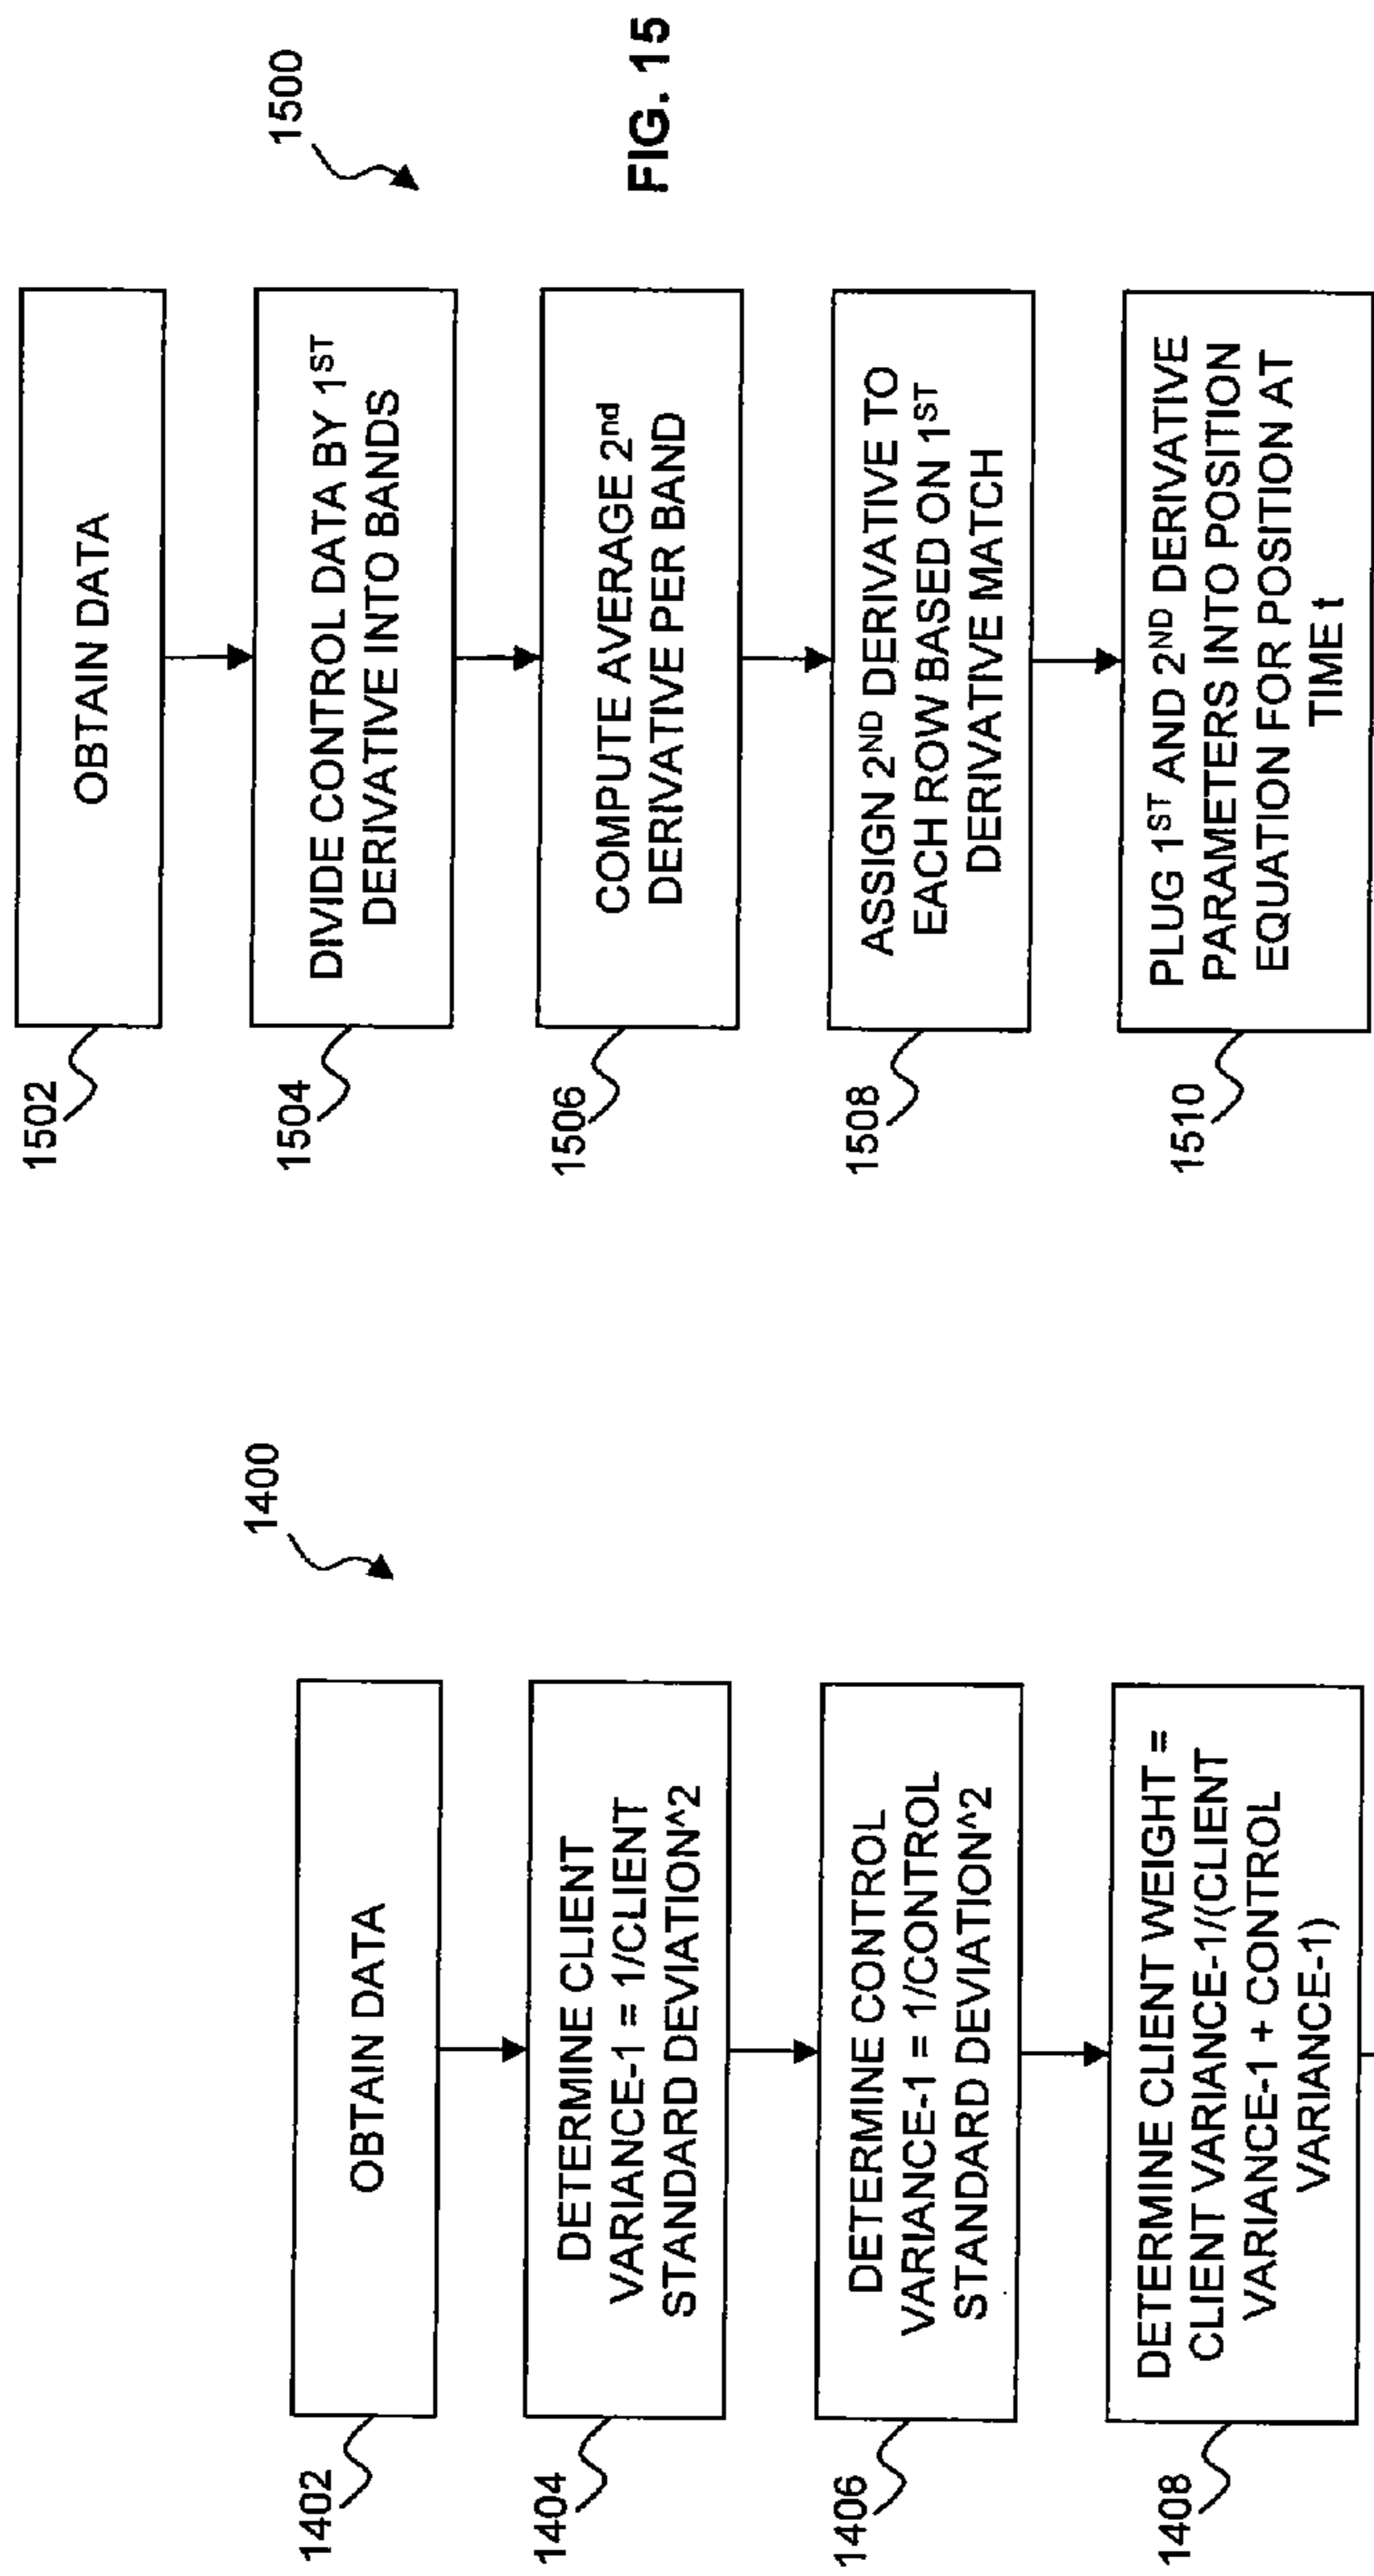 1400
1402
OBTAIN DATA
1404
DETERMINE CLIENT
VARIANCE-1 = 1/CLIENT
STANDARD DEVIATION^2
1406
DETERMINE CONTROL
VARIANCE-1 = 1/CONTROL
STANDARD DEVIATION^2
1408
DETERMINE CLIENT WEIGHT =
CLIENT VARIANCE-1/(CLIENT
VARIANCE-1 + CONTROL
VARIANCE-1)
1500
1502
OBTAIN DATA
1504
DIVIDE CONTROL DATA BY 1ST
DERIVATIVE INTO BANDS
1506
COMPUTE AVERAGE 2nd
DERIVATIVE PER BAND
1508
ASSIGN 2ND DERIVATIVE TO
EACH ROW BASED ON 1ST
DERIVATIVE MATCH
1510
PLUG 1ST AND 2ND DERIVATIVE
PARAMETERS INTO POSITION
EQUATION FOR POSITION AT
TIME t
FIG. 15